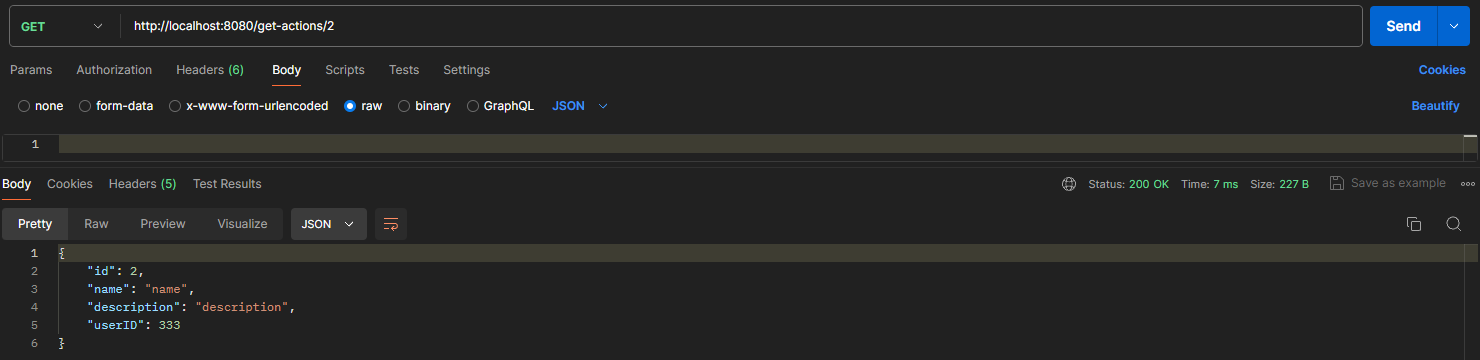 GET http://localhost:8080/get-actions/2 Send
Params Authorization Headers (6) Body Scripts Tests Settings Cookies
none form-data x-www-form-urlencoded raw binary GraphQL JSON Beautify
1
Body Cookies Headers (5) Test Results Status: 200 OK Time: 7 ms Size: 227 B Save as example
Pretty Raw Preview Visualize JSON
1 {
2 "id": 2,
3 "name": "name",
4 "description": "description",
5 "userID": 333
6 }